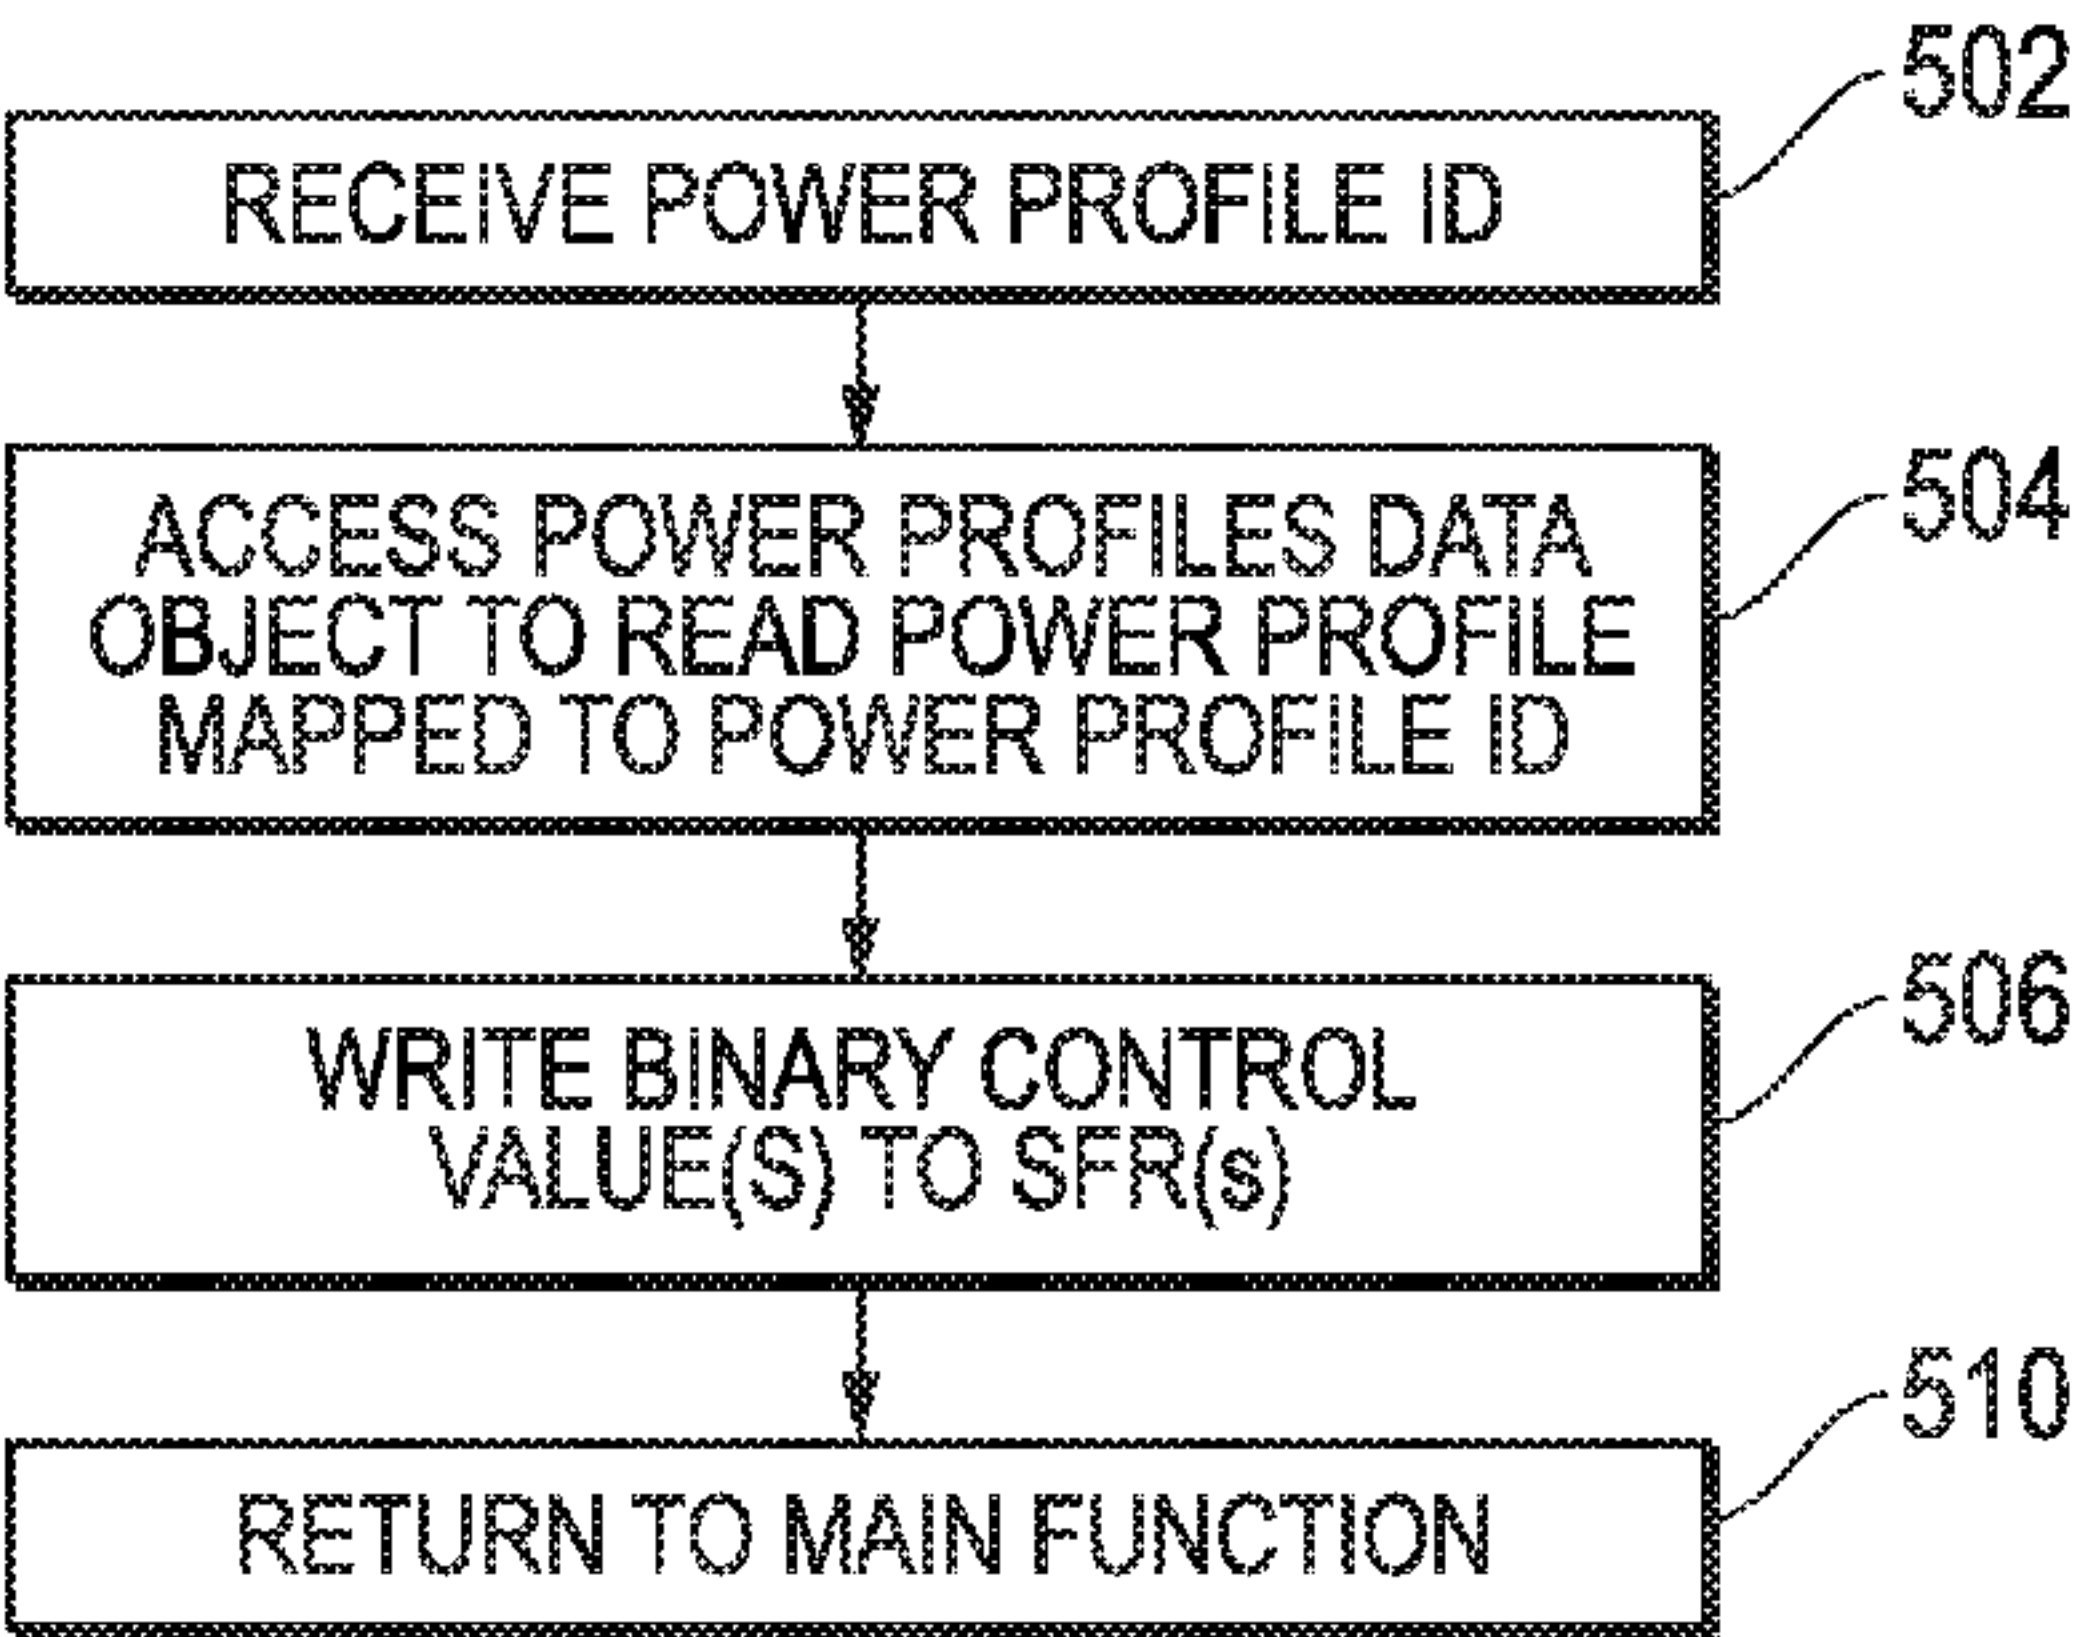 502
RECEIVE POWER PROFILE ID
504
ACCESS POWER PROFILES DATA
OBJECT TO READ POWER PROFILE
MAPPED TO POWER PROFILE ID
506
WRITE BINARY CONTROL
VALUE(S) TO SFR(s)
510
RETURN TO MAIN FUNCTION